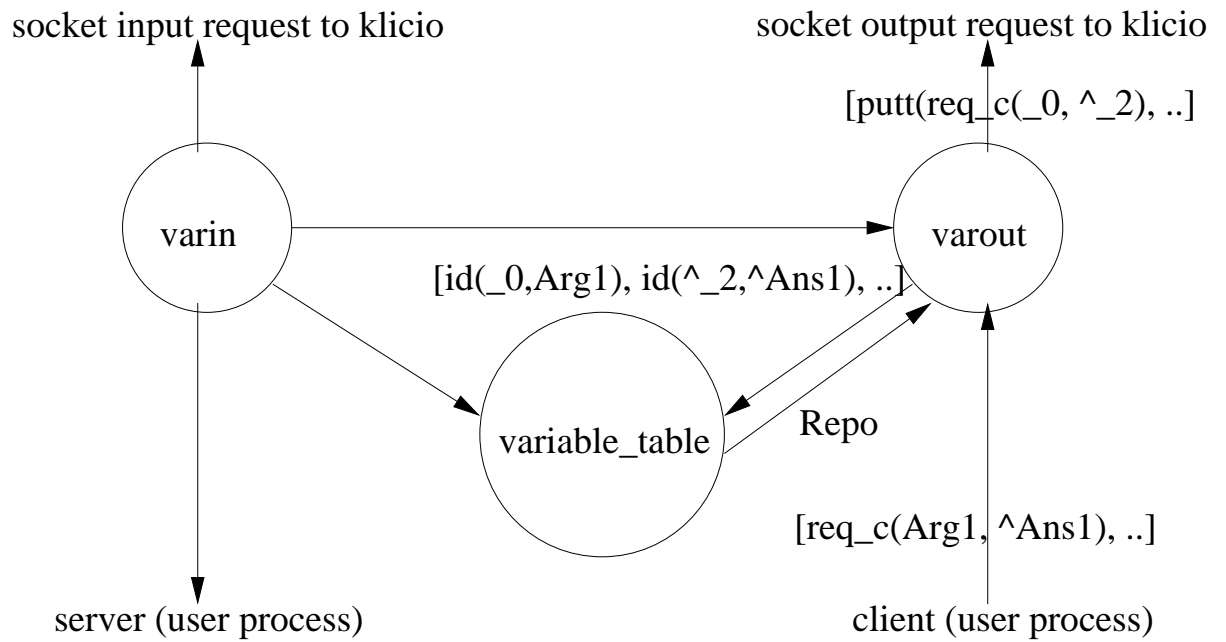 socket input request to klicio
socket output request to klicio
[putt(req_c(_0, ^_2), ..]
varin
varout
[id(_0,Arg1), id(^_2,^Ans1), ..]
variable_table
Repo
[req_c(Arg1, ^Ans1), ..]
server (user process)
client (user process)